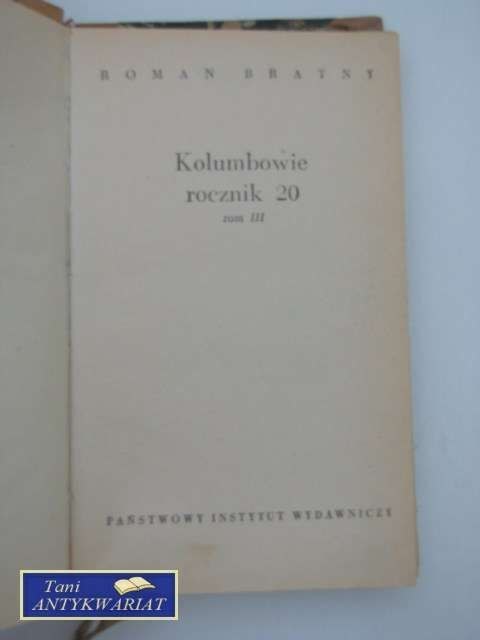 ROMAN BRATNY
Kolumbowie
rocznik 20
tom III
PAŃSTWOWY INSTYTUT WYDAWNICZY
Tani
ANTYKWARIAT